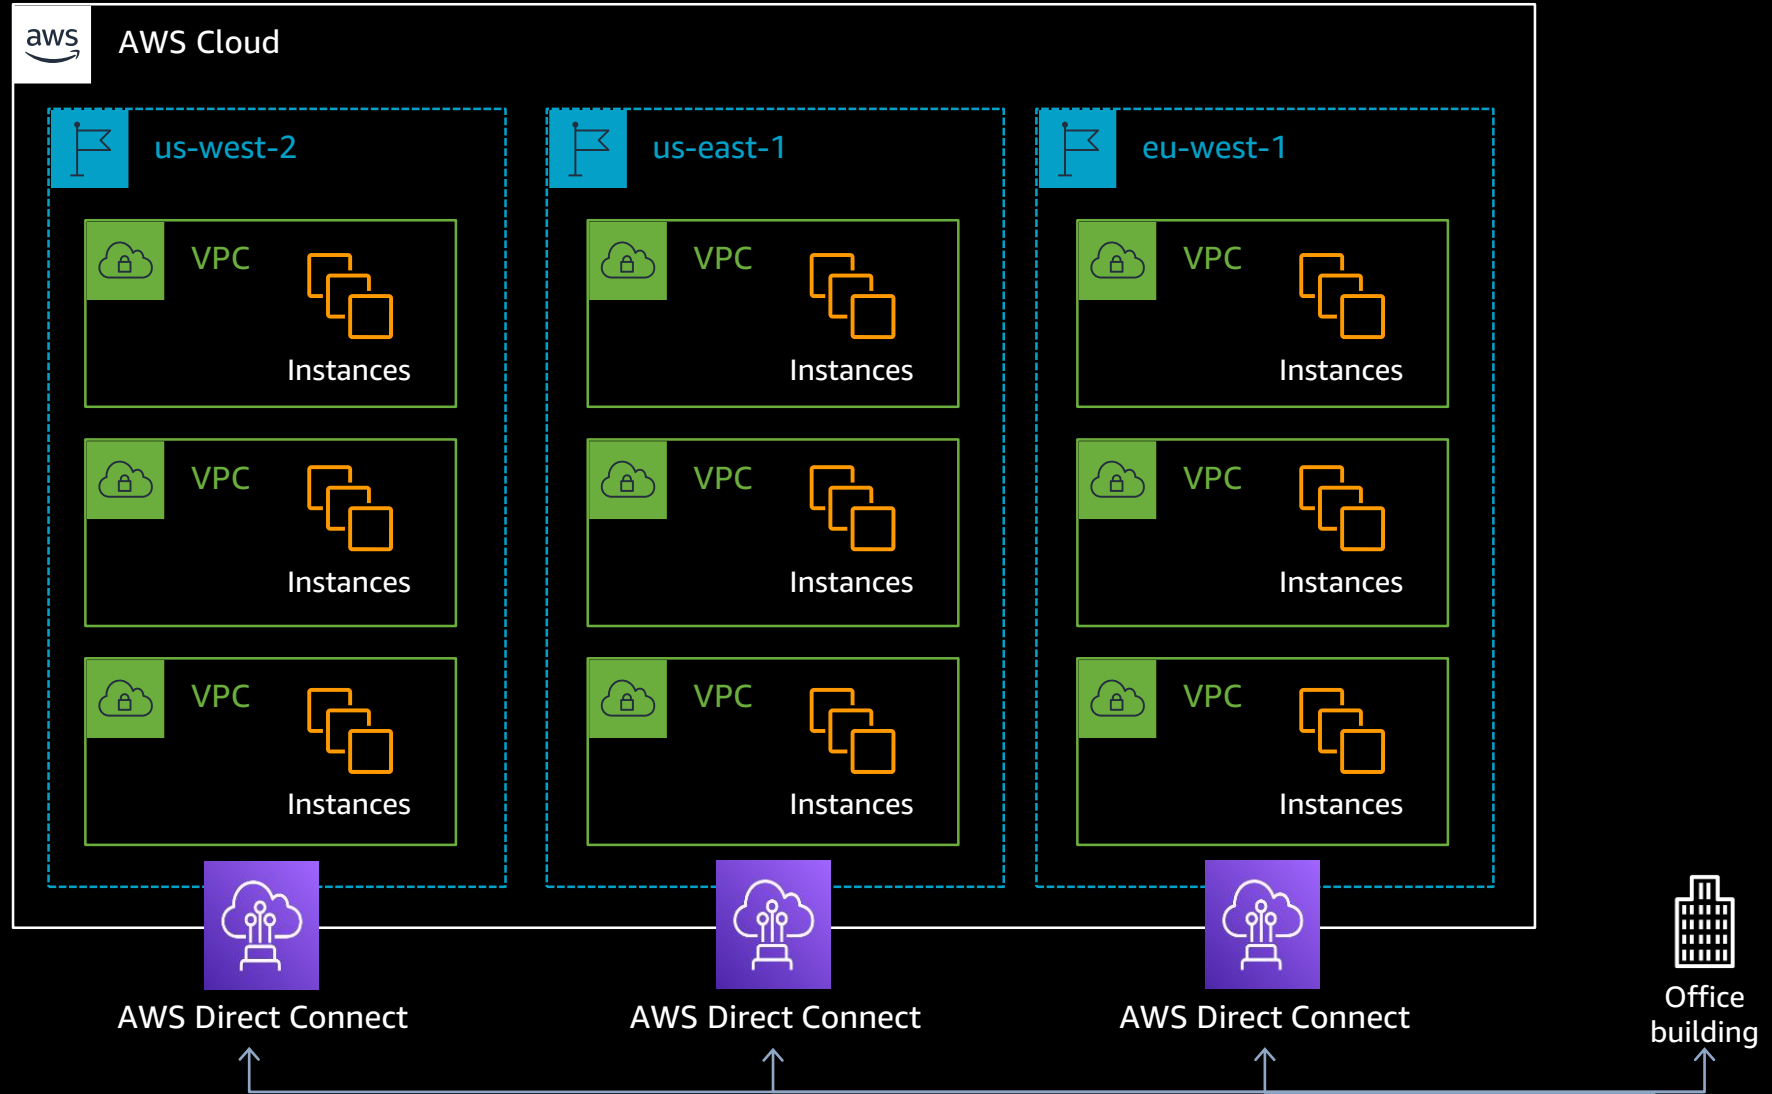 aws
AWS Cloud
us-west-2
us-east-1
eu-west-1
VPC
Instances
VPC
Instances
VPC
Instances
VPC
Instances
VPC
Instances
VPC
Instances
VPC
Instances
VPC
Instances
VPC
Instances
AWS Direct Connect
AWS Direct Connect
AWS Direct Connect
Office
building